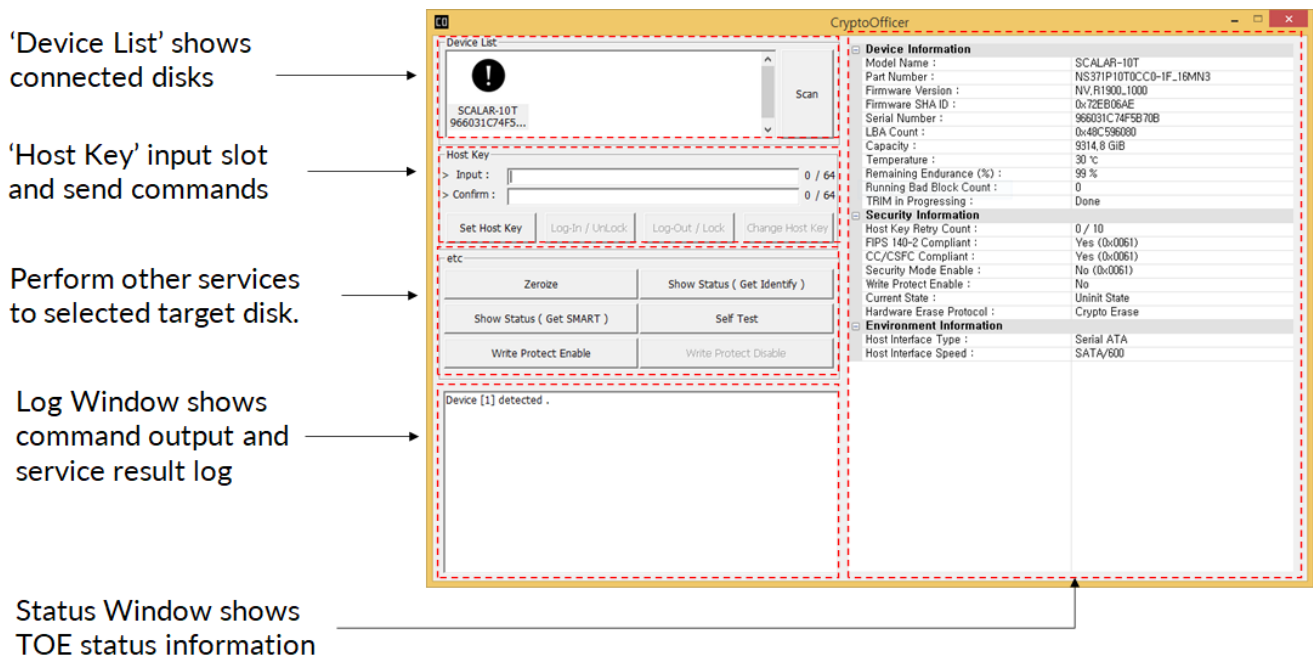 ‘Device List’ shows
connected disks
‘Host Key’ input slot
and send commands
Perform other services
to selected target disk.
Log Window shows
command output and
service result log
Status Window shows
TOE status information
CO
CryptoOfficer
Device List
SCALAR-10T
966031C74F5...
Scan
Host Key
> Input : 0 / 64
> Confirm : 0 / 64
Set Host Key Log-In / UnLock Log-Out / Lock Change Host Key
etc
Zeroize Show Status ( Get Identify )
Show Status ( Get SMART ) Self Test
Write Protect Enable Write Protect Disable
Device [1] detected .
Device Information
Model Name : SCALAR-10T
Part Number : NS371P10T0CC0-1F_16MN3
Firmware Version : NV.R1900_1000
Firmware SHA ID : 0x72EB06AE
Serial Number : 966031C74F5B70B
LBA Count : 0x48C596080
Capacity : 9314.8 GiB
Temperature : 30 ℃
Remaining Endurance (%) : 99 %
Running Bad Block Count : 0
TRIM in Progressing : Done
Security Information
Host Key Retry Count : 0 / 10
FIPS 140-2 Compliant : Yes (0x0061)
CC/CSFC Compliant : Yes (0x0061)
Security Mode Enable : No (0x0061)
Write Protect Enable : No
Current State : Uninit State
Hardware Erase Protocol : Crypto Erase
Environment Information
Host Interface Type : Serial ATA
Host Interface Speed : SATA/600